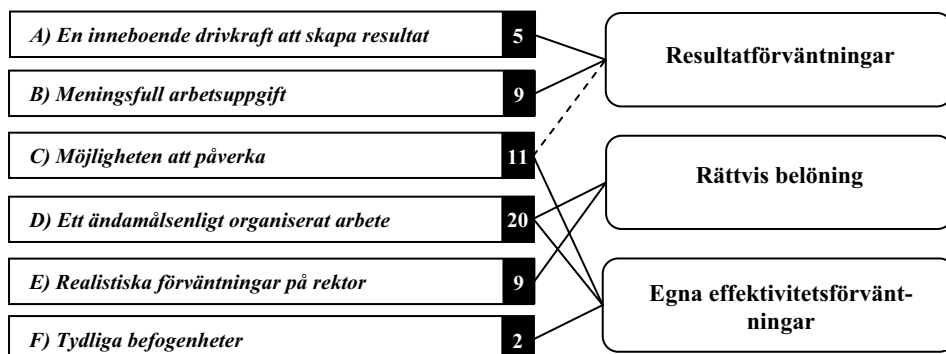 A) En inneboende drivkraft att skapa resultat 5
B) Meningsfull arbetsuppgift 9
C) Möjligheten att påverka 11
D) Ett ändamålsenligt organiserat arbete 20
E) Realistiska förväntningar på rektor 9
F) Tydliga befogenheter 2
Resultatförväntningar
Rättvis belöning
Egna effektivitetsförvänt-
ningar